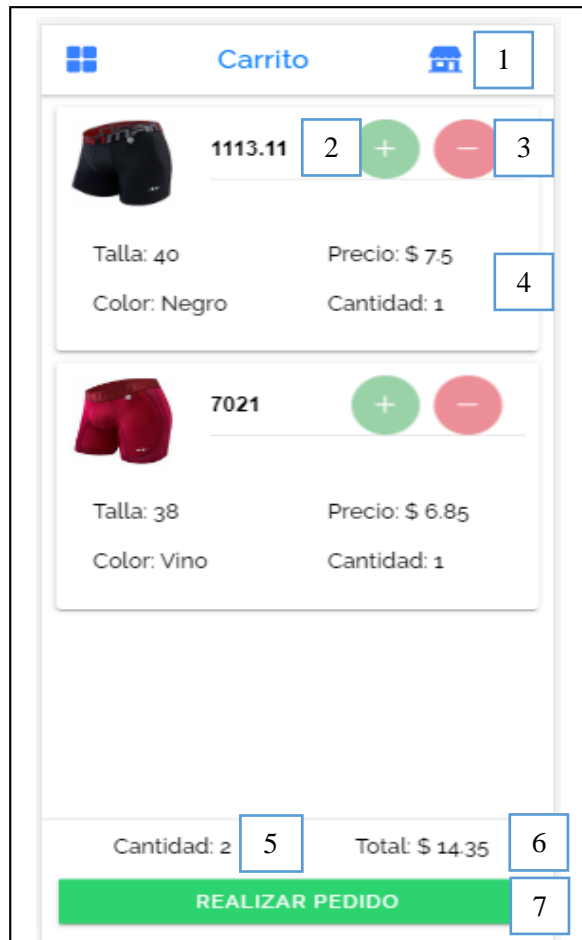 Carrito 1
1113.11 2 + - 3
Talla: 40 Precio: $ 7.5
4
Color: Negro Cantidad: 1
7021 + -
Talla: 38 Precio: $ 6.85
Color: Vino Cantidad: 1
Cantidad: 2 5 Total: $ 14.35 6
REALIZAR PEDIDO 7